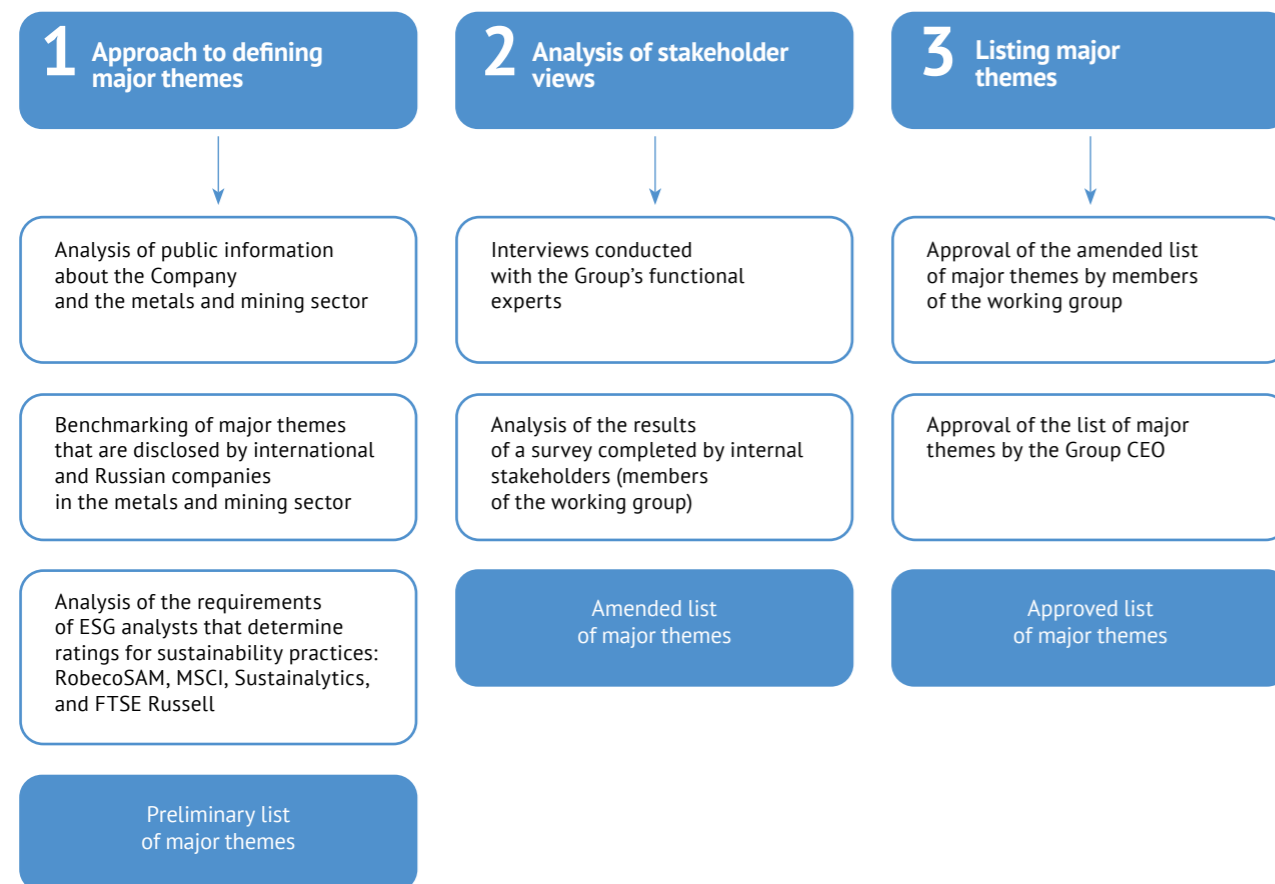 1 Approach to defining
major themes
Analysis of public information
about the Company
and the metals and mining sector
Benchmarking of major themes
that are disclosed by international
and Russian companies
in the metals and mining sector
Analysis of the requirements
of ESG analysts that determine
ratings for sustainability practices:
RobecoSAM, MSCI, Sustainalytics,
and FTSE Russell
Preliminary list
of major themes
2 Analysis of stakeholder
views
Interviews conducted
with the Group’s functional
experts
Analysis of the results
of a survey completed by internal
stakeholders (members
of the working group)
Amended list
of major themes
3 Listing major
themes
Approval of the amended list
of major themes by members
of the working group
Approval of the list of major
themes by the Group CEO
Approved list
of major themes